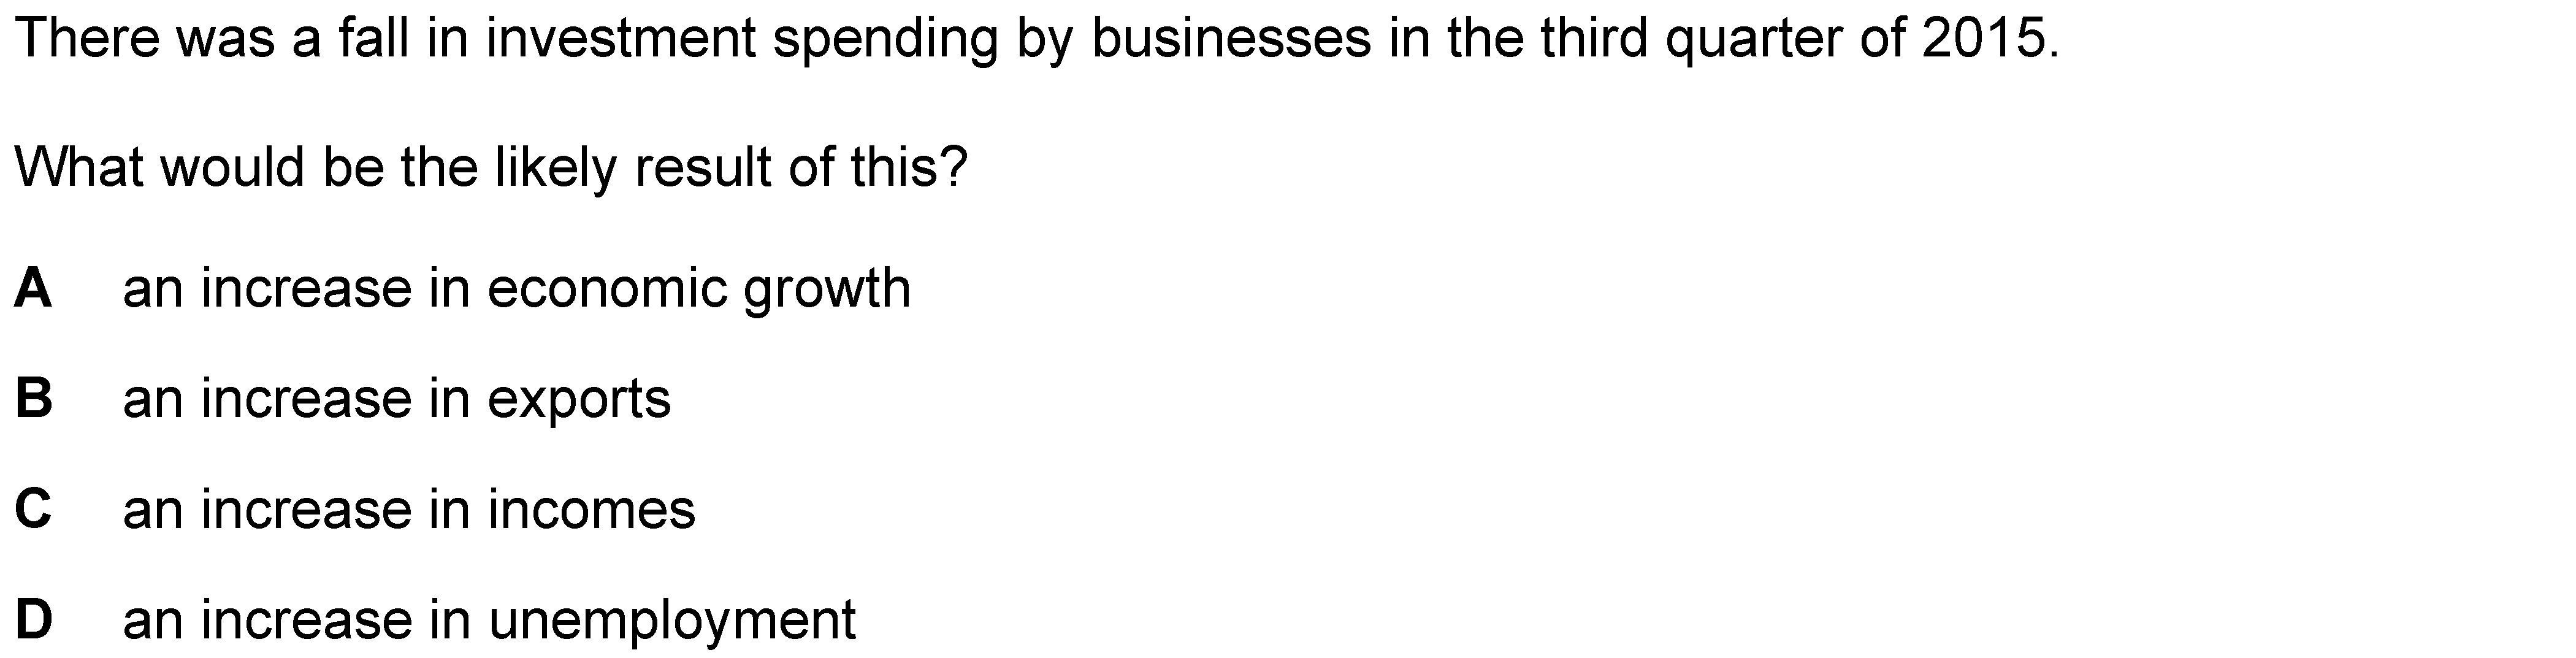 There was a fall in investment spending by businesses in the third quarter of 2015.
What would be the likely result of this?
A an increase in economic growth
B an increase in exports
C an increase in incomes
D an increase in unemployment